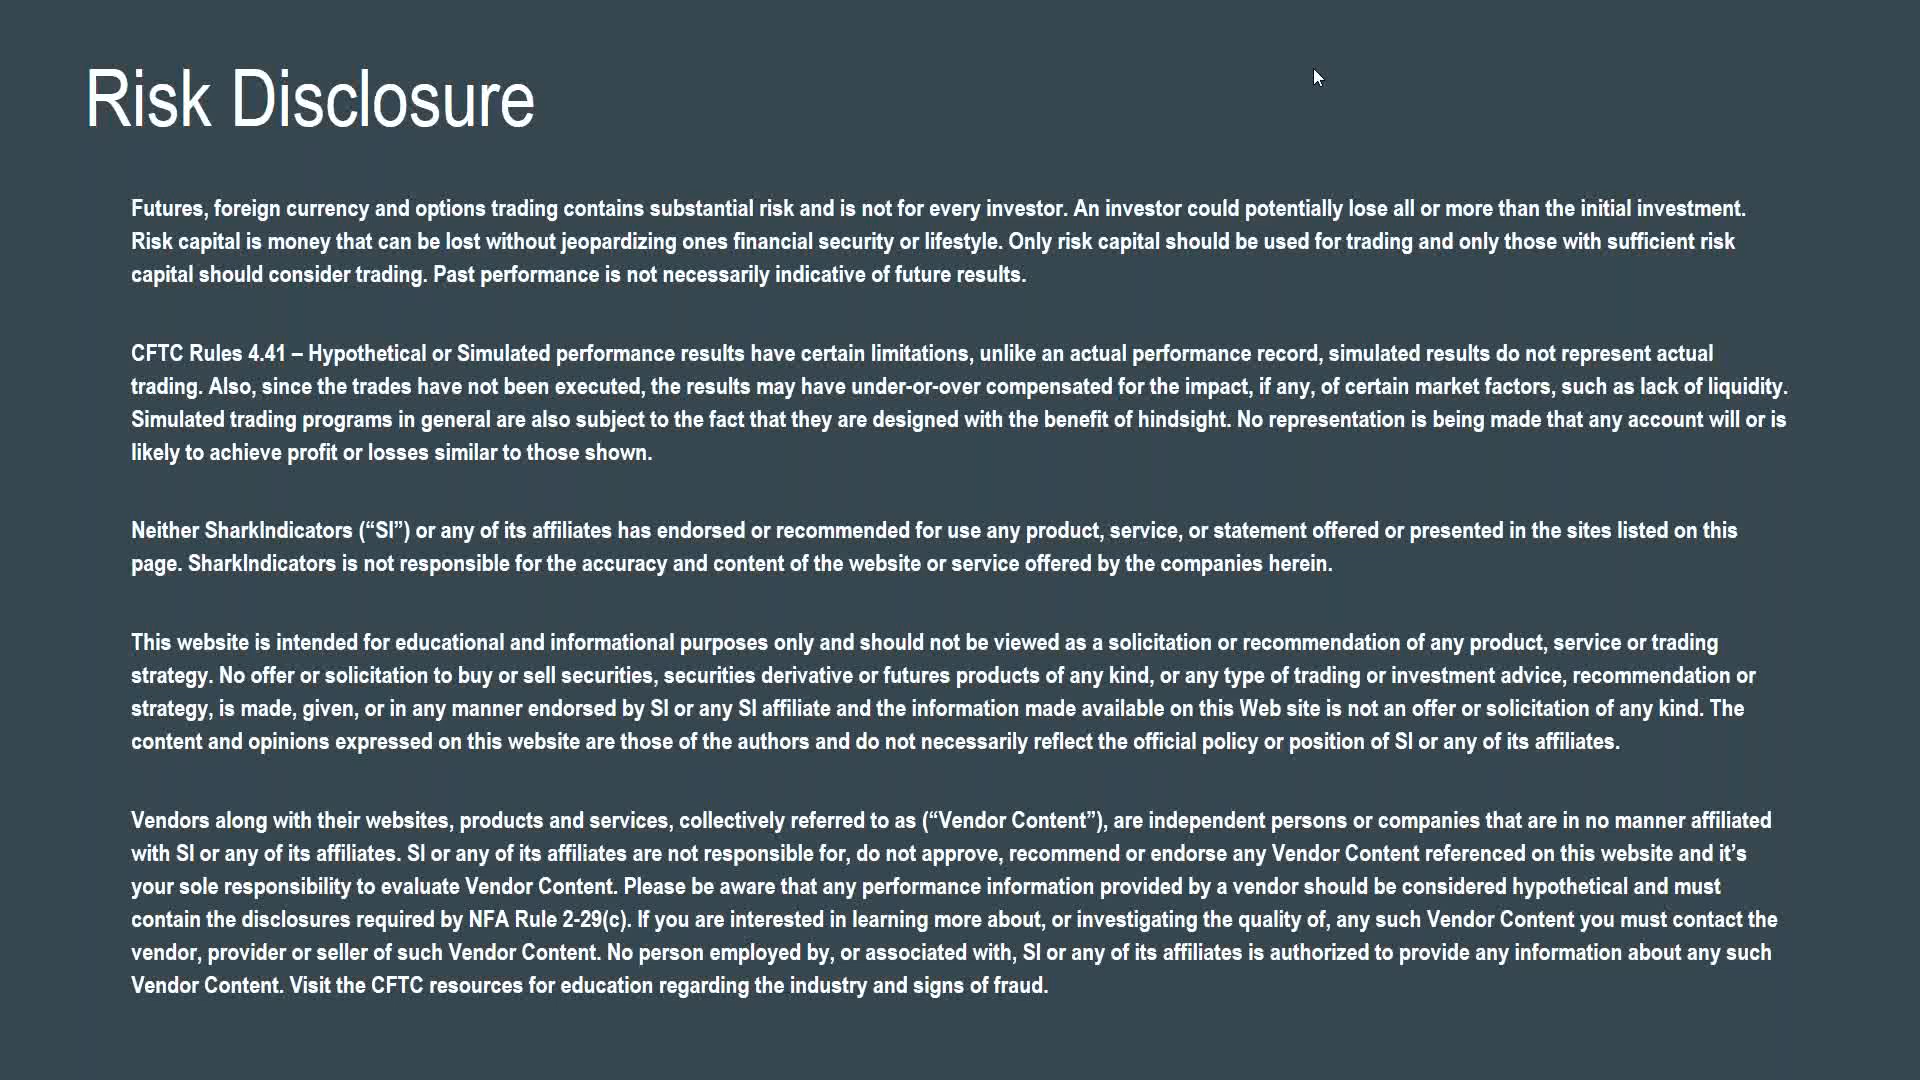 Risk Disclosure
Futures, foreign currency and options trading contains substantial risk and is not for every investor. An investor could potentially lose all or more than the initial investment.
Risk capital is money that can be lost without jeopardizing ones financial security or lifestyle. Only risk capital should be used for trading and only those with sufficient risk
capital should consider trading. Past performance is not necessarily indicative of future results.
CFTC Rules 4.41 – Hypothetical or Simulated performance results have certain limitations, unlike an actual performance record, simulated results do not represent actual
trading. Also, since the trades have not been executed, the results may have under-or-over compensated for the impact, if any, of certain market factors, such as lack of liquidity.
Simulated trading programs in general are also subject to the fact that they are designed with the benefit of hindsight. No representation is being made that any account will or is
likely to achieve profit or losses similar to those shown.
Neither SharkIndicators (“SI”) or any of its affiliates has endorsed or recommended for use any product, service, or statement offered or presented in the sites listed on this
page. SharkIndicators is not responsible for the accuracy and content of the website or service offered by the companies herein.
This website is intended for educational and informational purposes only and should not be viewed as a solicitation or recommendation of any product, service or trading
strategy. No offer or solicitation to buy or sell securities, securities derivative or futures products of any kind, or any type of trading or investment advice, recommendation or
strategy, is made, given, or in any manner endorsed by SI or any SI affiliate and the information made available on this Web site is not an offer or solicitation of any kind. The
content and opinions expressed on this website are those of the authors and do not necessarily reflect the official policy or position of SI or any of its affiliates.
Vendors along with their websites, products and services, collectively referred to as (“Vendor Content”), are independent persons or companies that are in no manner affiliated
with SI or any of its affiliates. SI or any of its affiliates are not responsible for, do not approve, recommend or endorse any Vendor Content referenced on this website and it’s
your sole responsibility to evaluate Vendor Content. Please be aware that any performance information provided by a vendor should be considered hypothetical and must
contain the disclosures required by NFA Rule 2-29(c). If you are interested in learning more about, or investigating the quality of, any such Vendor Content you must contact the
vendor, provider or seller of such Vendor Content. No person employed by, or associated with, SI or any of its affiliates is authorized to provide any information about any such
Vendor Content. Visit the CFTC resources for education regarding the industry and signs of fraud.